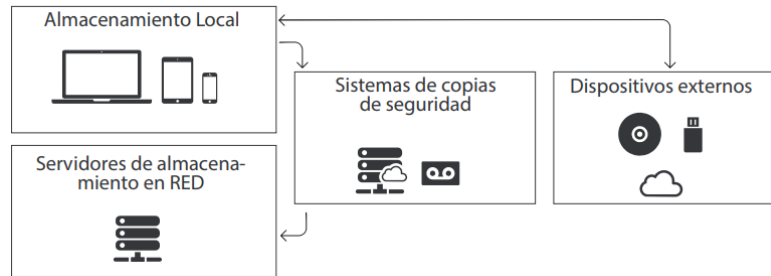 Almacenamiento Local
Sistemas de copias
de seguridad
Dispositivos externos
Servidores de almacena-
miento en RED